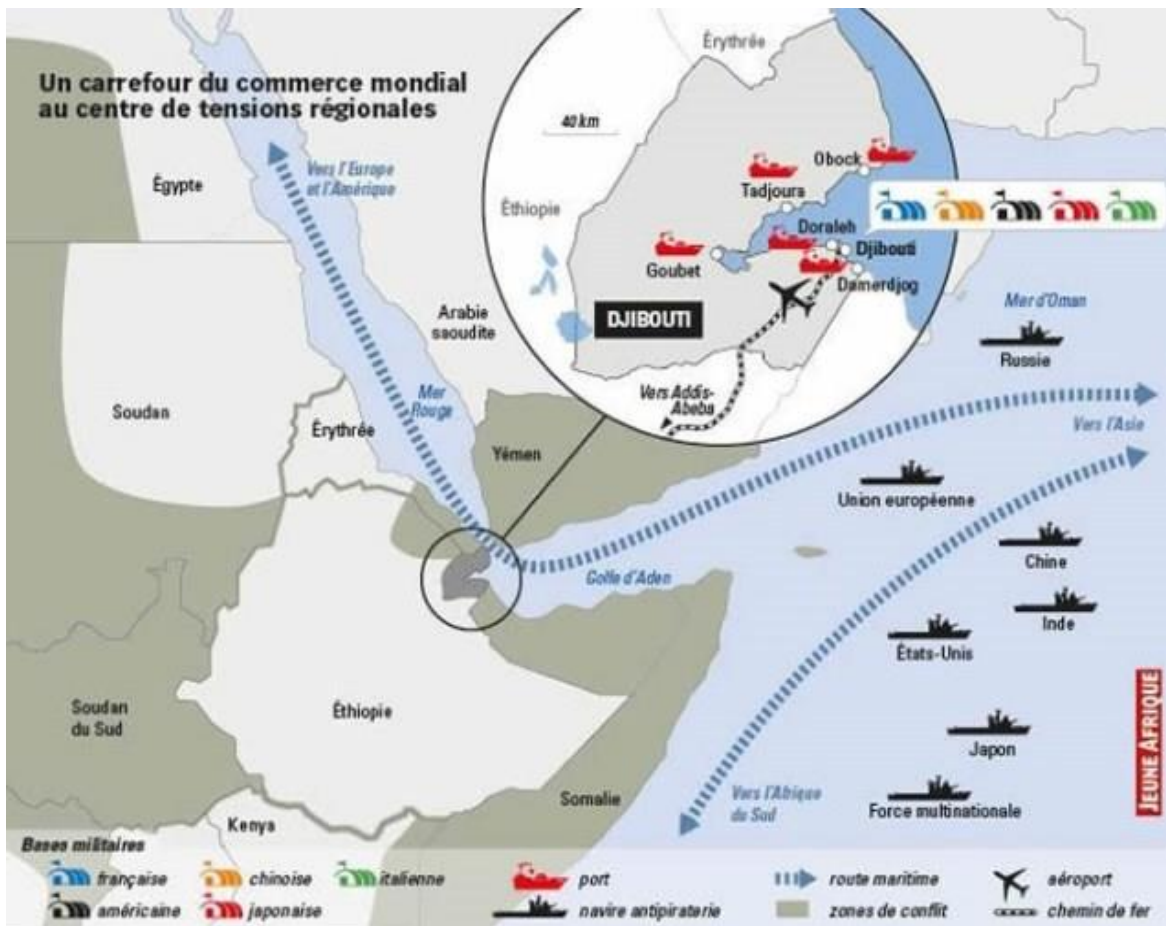 Un carrefour du commerce mondial
au centre de tensions régionales
Érythrée
40 km
Obock
Tadjoura
Éthiopie
Doraleh
Djibouti
Goubet
Damerdjog
DJIBOUTI
Vers Addis-
Abeba
Vers l'Europe
et l'Amérique
Égypte
Arabie
saoudite
Mer d'Oman
Russie
Mer
Rouge
Soudan
Érythrée
Vers l'Asie
Yémen
Union européenne
Chine
Golfe d'Aden
Inde
États-Unis
Soudan
du Sud
Éthiopie
Japon
Somalie
Vers l'Afrique
du Sud
Force multinationale
JEUNE AFRIQUE
Kenya
Bases militaires
française
chinoise
italienne
port
route maritime
aéroport
américaine
japonaise
navire antipiraterie
zones de conflit
chemin de fer